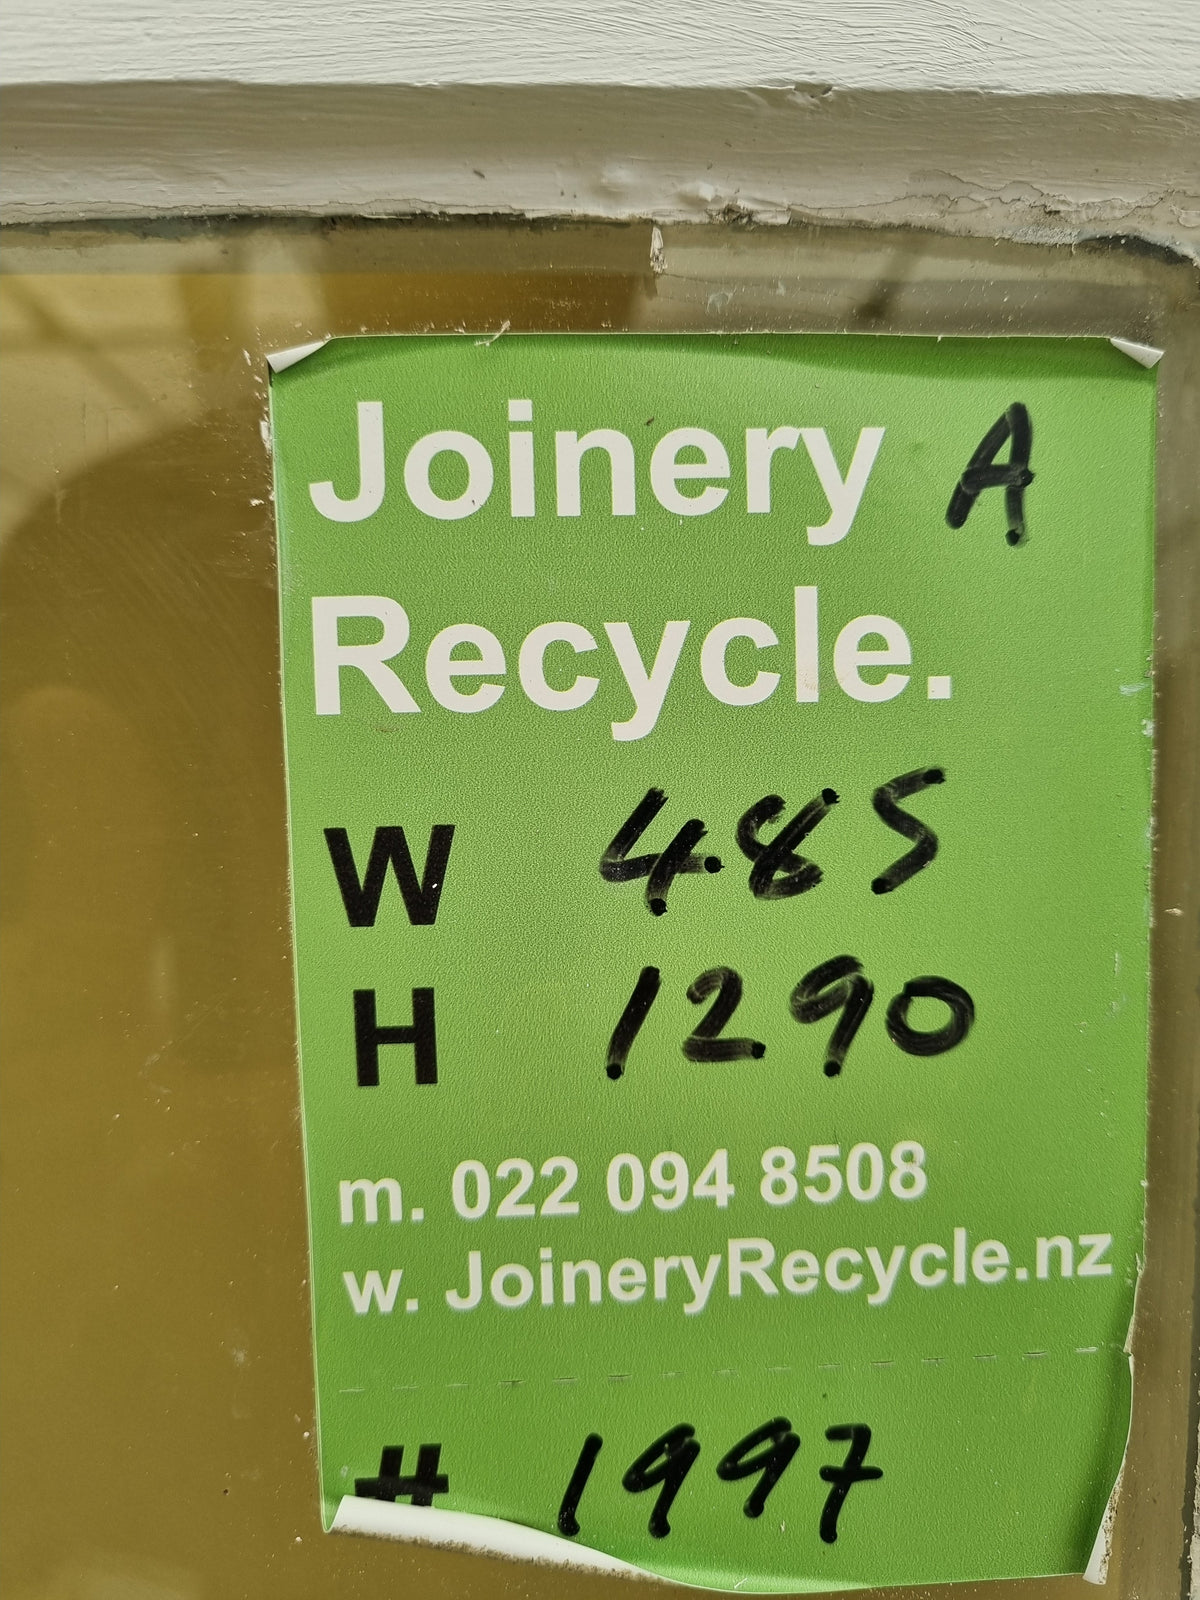 Joinery A
Recycle.
W 485
H 1290
m. 022 094 8508
w. JoineryRecycle.nz
# 1997